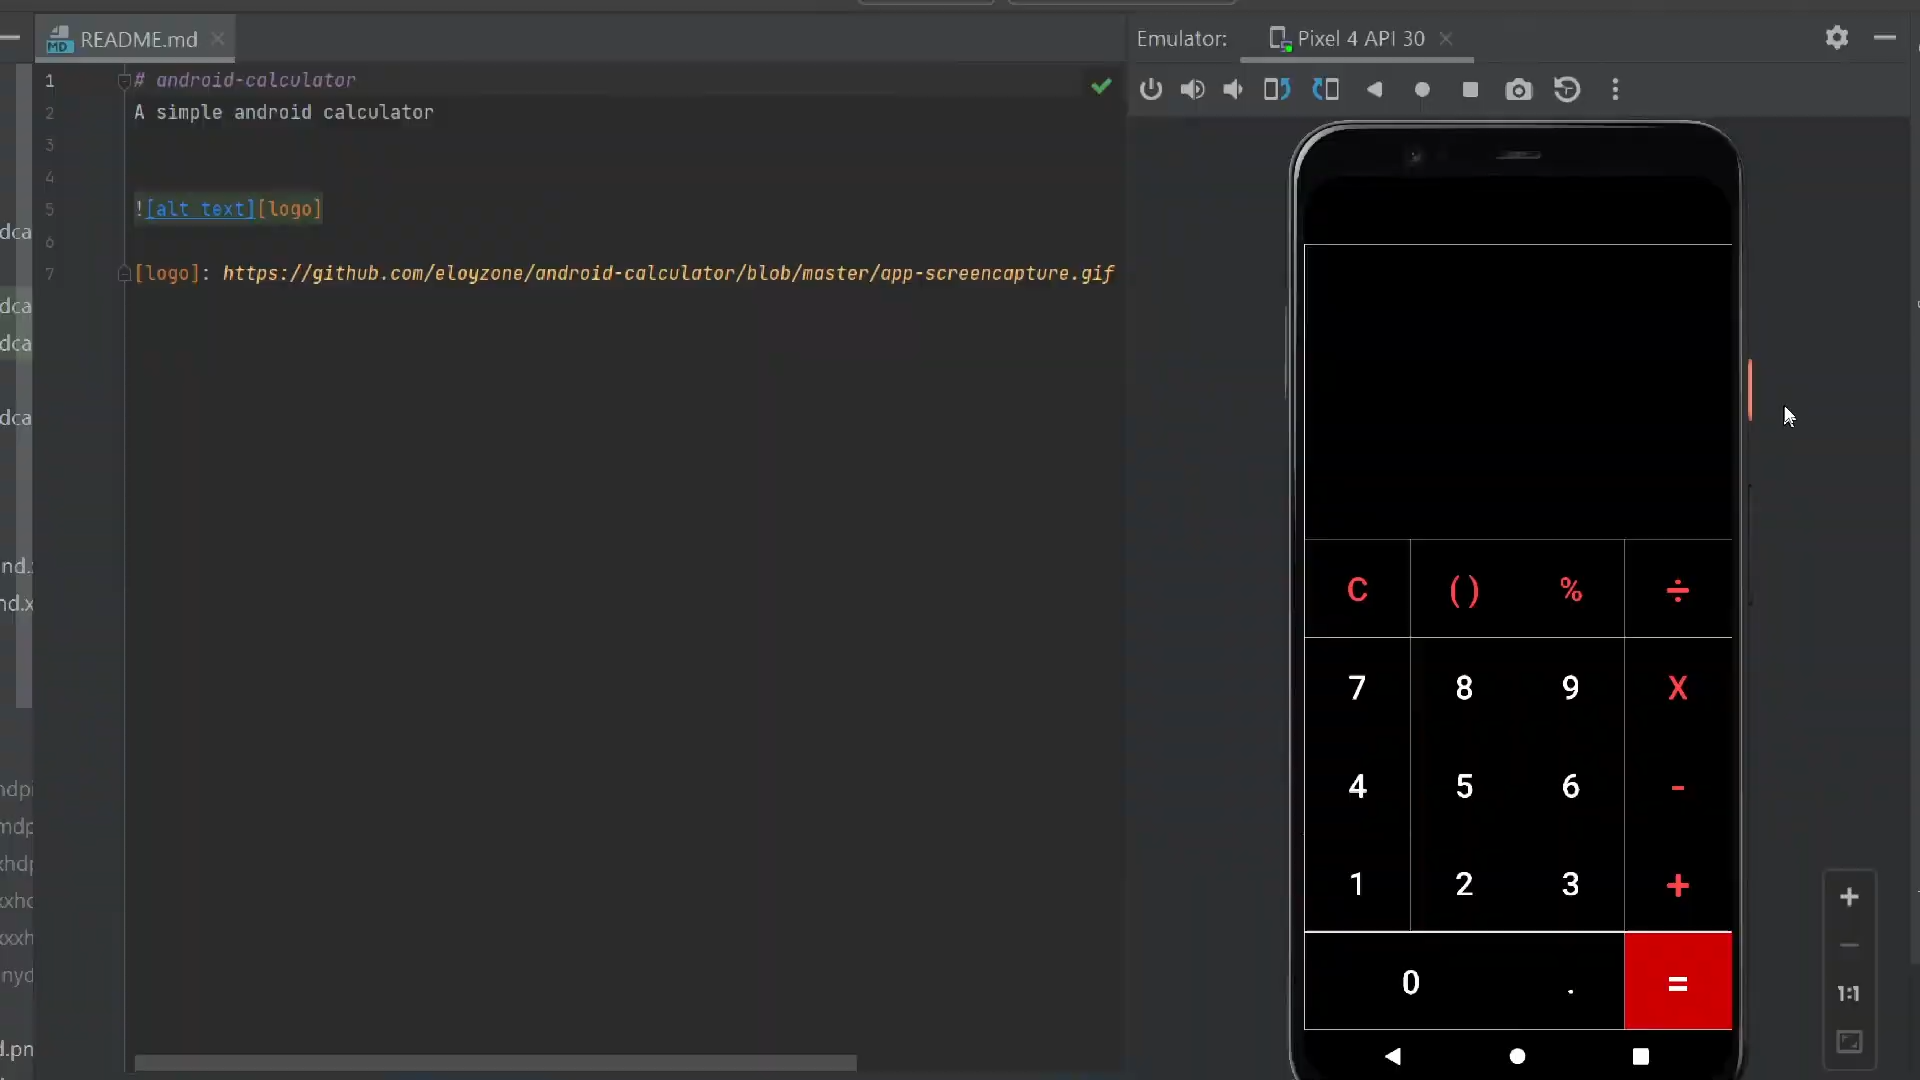 README.md
Emulator: Pixel 4 API 30
1 # android-calculator
2 A simple android calculator
3
4
5 ![alt text][logo]
6
7 [logo]: https://github.com/eloyzone/android-calculator/blob/master/app-screencapture.gif
C () % ÷
7 8 9 X
4 5 6 -
1 2 3 +
0 . =
1:1